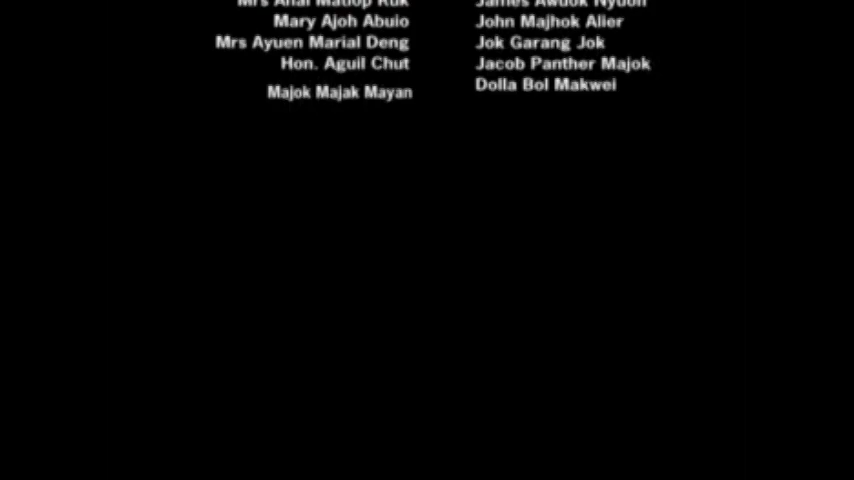 Mary Ajoh Abuio
Mrs Ayuen Marial Deng
Hon. Aguil Chut
Majok Majak Mayan
John Majhok Alier
Jok Garang Jok
Jacob Panther Majok
Dolla Bol Makwei